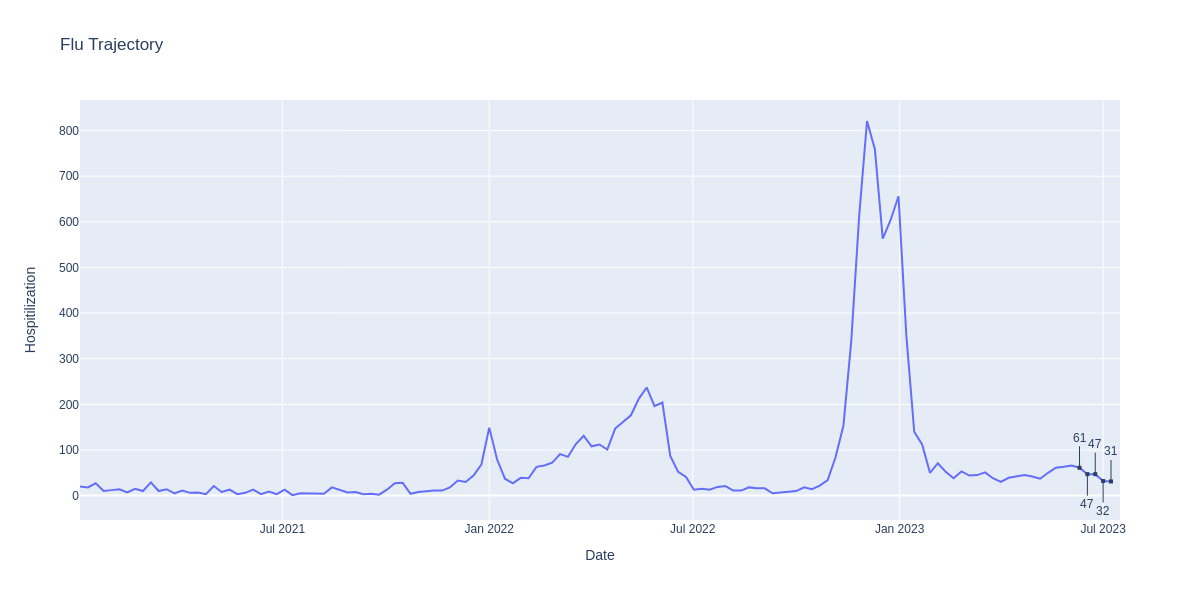 Flu Trajectory
800
700
600
500
400
300
200
100
0
Hospitilization
61
47
31
47
32
Jul 2021
Jan 2022
Jul 2022
Jan 2023
Jul 2023
Date